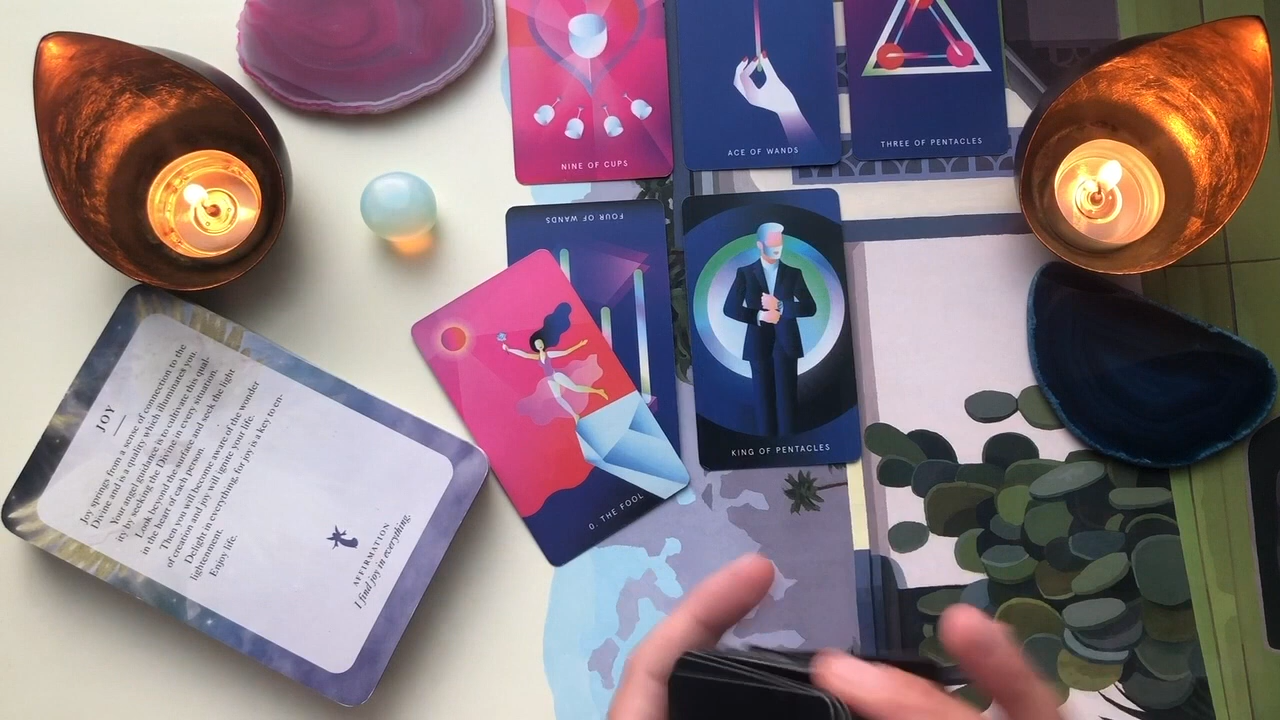 NINE OF CUPS
ACE OF WANDS
THREE OF PENTACLES
FOUR OF WANDS
KING OF PENTACLES
0. THE FOOL
JOY
Joy springs from a sense of connection to the
Divine and is a quality which illuminates you.
Your angel guidance is to cultivate this qual-
ity by seeking the Divine in every situation.
Look beyond the surface and seek the light
in the heart of each person.
Then you will become aware of the wonder
of creation and joy will ignite your life.
Delight in everything, for joy is a key to en-
lightenment.
Enjoy life.
AFFIRMATION
I find joy in everything.